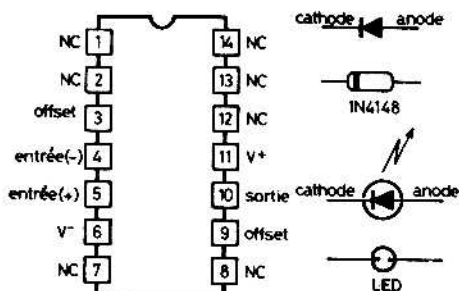 NC 1 14 NC
NC 2 13 NC
offset 3 12 NC
entrée(-) 4 11 V+
entrée(+) 5 10 sortie
V- 6 9 offset
NC 7 8 NC
cathode anode
1N4148
cathode anode
LED